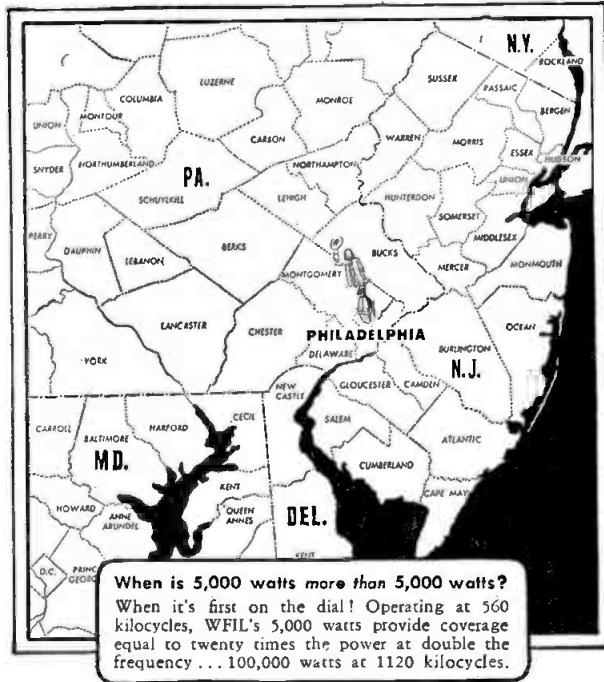 N.Y.
ROCKLAND
SUSSEX
PASSAIC
BERGEN
LUZERNE
COLUMBIA
MONROE
UNION
MONTOUR
CARBON
WARREN
MORRIS
ESSEX
HUDSON
SNYDER
NORTHUMBERLAND
NORTHAMPTON
UNION
PA.
SCHUYLKILL
LEHIGH
HUNTERDON
SOMERSET
MIDDLESEX
PERRY
DAUPHIN
LEBANON
BERKS
BUCKS
MONTGOMERY
MERCER
MONMOUTH
LANCASTER
CHESTER
PHILADELPHIA
OCEAN
YORK
DELAWARE
BURLINGTON
N.J.
NEW CASTLE
GLOUCESTER
CAMDEN
CARROLL
BALTIMORE
HARFORD
CECIL
SALEM
ATLANTIC
MD.
CUMBERLAND
KENT
CAPE MAY
HOWARD
ANNE ARUNDEL
QUEEN ANNES
DEL.
KENT
D.C.
PRINC
GEORG
When is 5,000 watts more than 5,000 watts?
When it's first on the dial! Operating at 560
kilocycles, WFIL's 5,000 watts provide coverage
equal to twenty times the power at double the
frequency ... 100,000 watts at 1120 kilocycles.